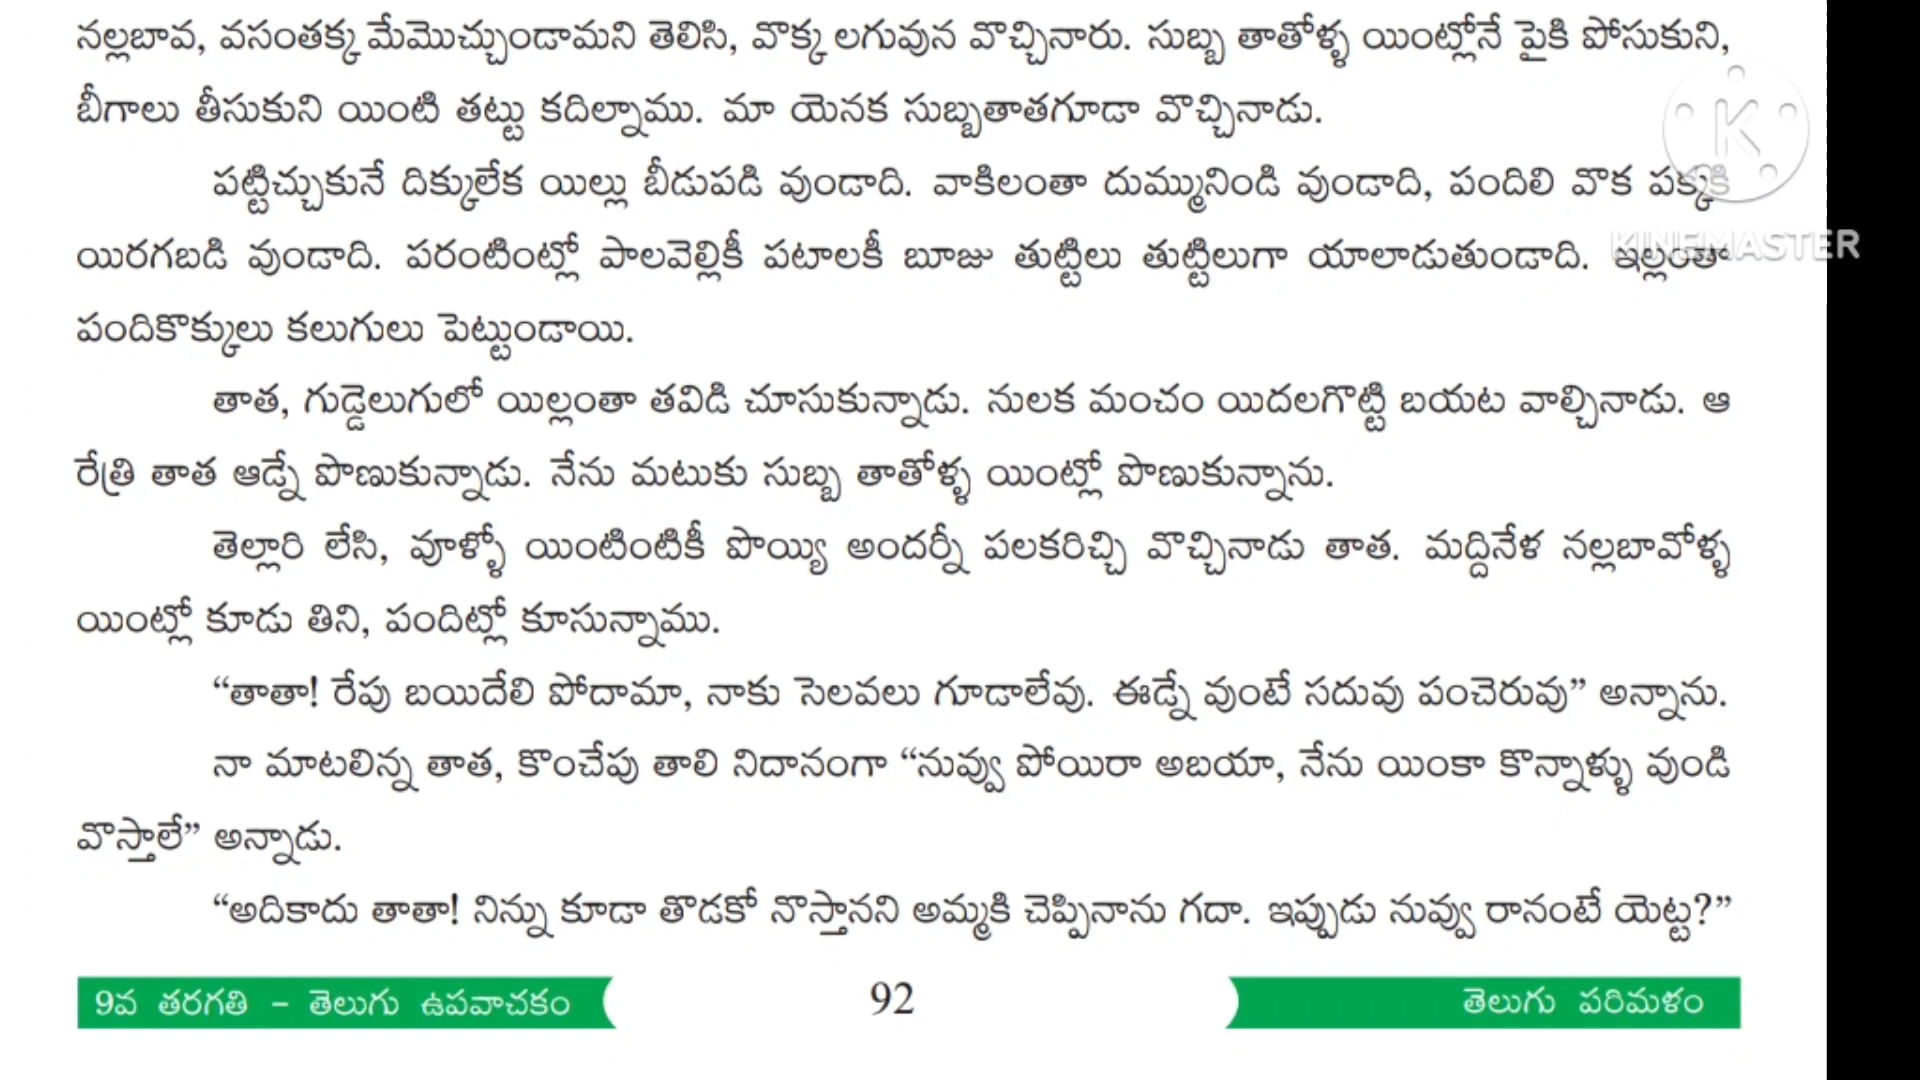 నల్లబావ, వసంతక్క మేమొచ్చుండామని తెలిసి, వొక్క లగువున వొచ్చినారు. సుబ్బ తాతోళ్ళ యింట్లోనే పైకి పోసుకుని,
బీగాలు తీసుకుని యింటి తట్టు కదిల్నాము. మా యెనక సుబ్బతాతగూడా వొచ్చినాడు.
పట్టిచ్చుకునే దిక్కులేక యిల్లు బీడుపడి వుండాది. వాకిలంతా దుమ్మునిండి వుండాది, పందిలి వొక పక్కకి
యిరగబడి వుండాది. పరంటింట్లో పాలవెల్లికీ పటాలకీ బూజు తుట్టిలు తుట్టిలుగా యాలాడుతుండాది. ఇల్లంతా
పందికొక్కులు కలుగులు పెట్టుండాయి.
తాత, గుడ్డెలుగులో యిల్లంతా తవిడి చూసుకున్నాడు. నులక మంచం యిదలగొట్టి బయట వాల్చినాడు. ఆ
రేత్రి తాత ఆడ్నే పొణుకున్నాడు. నేను మటుకు సుబ్బ తాతోళ్ళ యింట్లో పొణుకున్నాను.
తెల్లారి లేసి, వూళ్ళో యింటింటికీ పొయ్యి అందర్నీ పలకరిచ్చి వొచ్చినాడు తాత. మద్దినేళ నల్లబావోళ్ళ
యింట్లో కూడు తిని, పందిట్లో కూసున్నాము.
“తాతా! రేపు బయిదేలి పోదామా, నాకు సెలవలు గూడాలేవు. ఈడ్నే వుంటే సదువు పంచెరువు” అన్నాను.
నా మాటలిన్న తాత, కొంచేపు తాలి నిదానంగా “నువ్వు పోయిరా అబయా, నేను యింకా కొన్నాళ్ళు వుండి
వొస్తాలే” అన్నాడు.
“అదికాదు తాతా! నిన్ను కూడా తొడకో నొస్తానని అమ్మకి చెప్పినాను గదా. ఇప్పుడు నువ్వు రానంటే యెట్ట?”
9వ తరగతి – తెలుగు ఉపవాచకం
92
తెలుగు పరిమళం
K
KINEMASTER